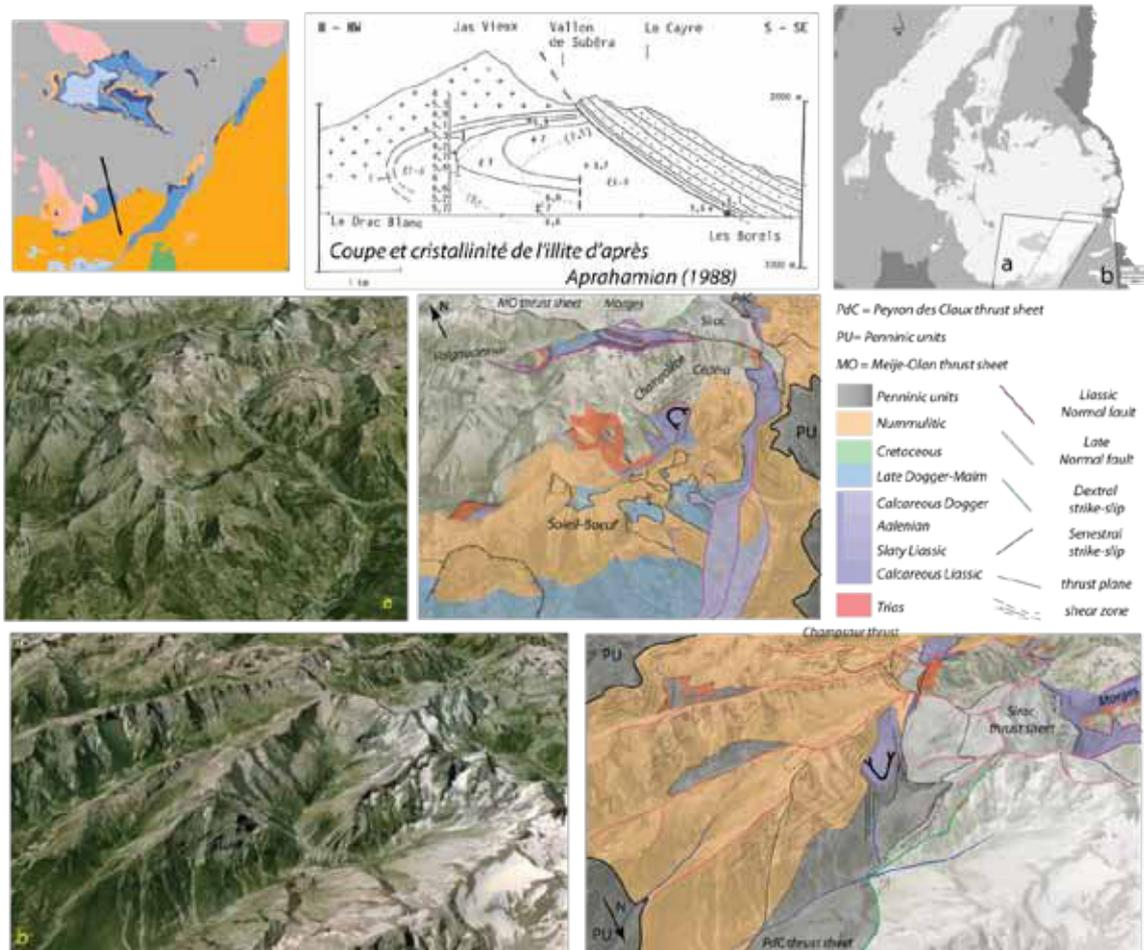 N - NW
Jas Vieux
Vallon de Subéra
Le Cayre
S - SE
2000 m
Le Drac Blanc
Les Borels
Coupe et cristallinité de l'illite d'après
Aprahamian (1988)
1 km
1000 m
a
b
PdC = Peyron des Claux thrust sheet
PU= Penninic units
MO = Meije-Olan thrust sheet
Penninic units
Nummulitic
Cretaceous
Late Dogger-Malm
Calcareous Dogger
Aalenian
Slaty Liassic
Calcareous Liassic
Trias
Liassic
Normal fault
Late
Normal fault
Dextral
strike-slip
Senestral
strike-slip
thrust plane
shear zone
a
N
MO thrust sheet
Morges
PdC
Sirac
Champoléon
PU
Soleil-Boeuf
b
Champsaur thrust
PU
Morges
Sirac
thrust sheet
N
PU
PdC thrust sheet